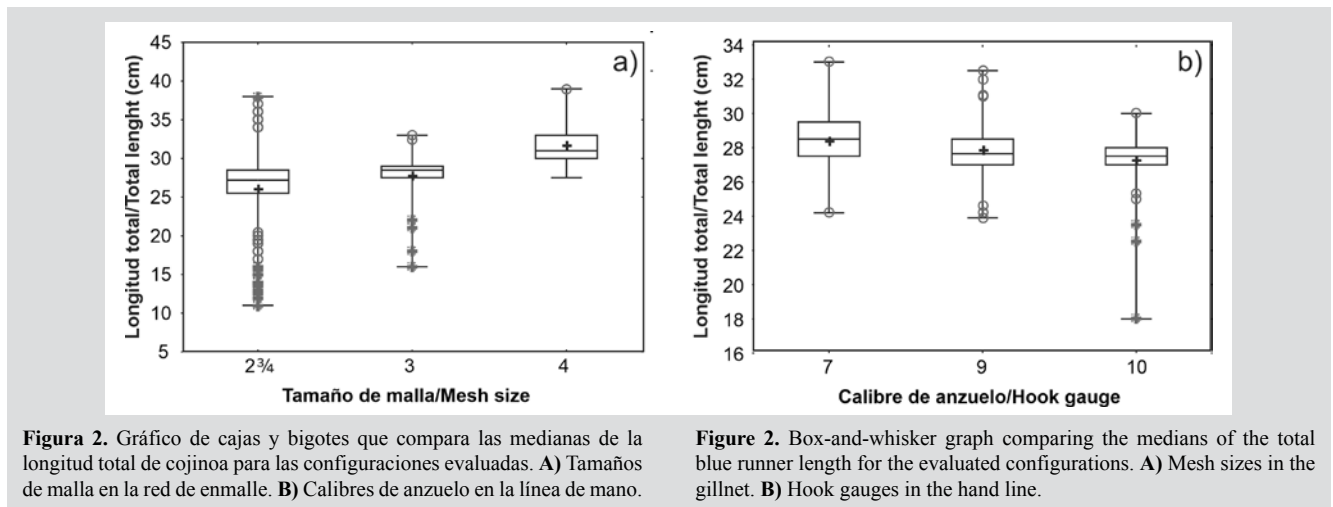 45
40
35
30
25
20
15
10
5
Longitud total/Total lenght (cm)
a)
2¾ 3 4
Tamaño de malla/Mesh size
34
32
30
28
26
24
22
20
18
16
Longitud total/Total lenght (cm)
b)
7 9 10
Calibre de anzuelo/Hook gauge
Figura 2. Gráfico de cajas y bigotes que compara las medianas de la
longitud total de cojinoa para las configuraciones evaluadas. A) Tamaños
de malla en la red de enmalle. B) Calibres de anzuelo en la línea de mano.
Figure 2. Box-and-whisker graph comparing the medians of the total
blue runner length for the evaluated configurations. A) Mesh sizes in the
gillnet. B) Hook gauges in the hand line.